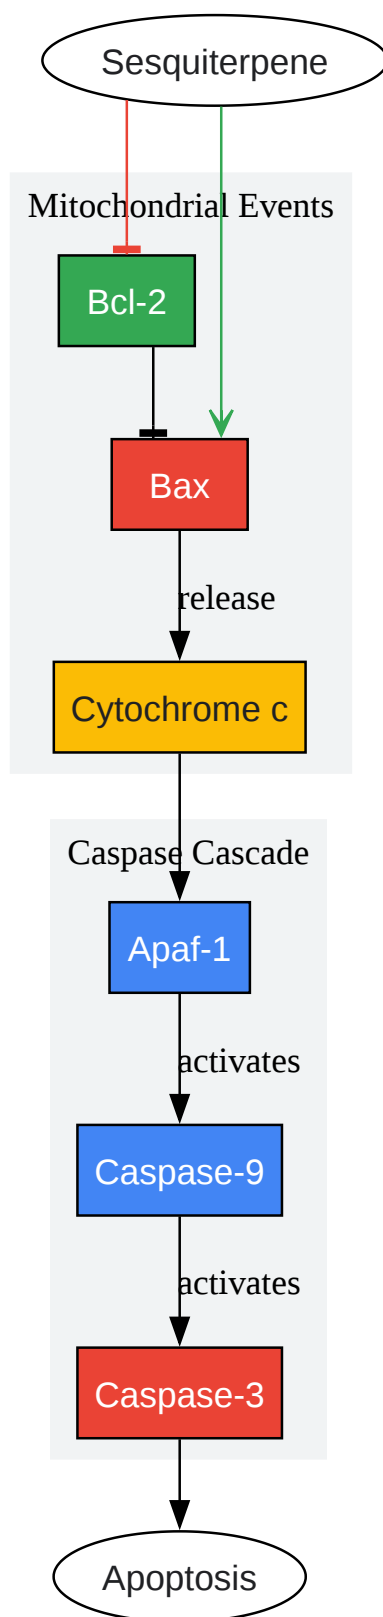 Sesquiterpene
Mitochondrial Events
Bcl-2
Bax
release
Cytochrome c
Caspase Cascade
Apaf-1
activates
Caspase-9
activates
Caspase-3
Apoptosis